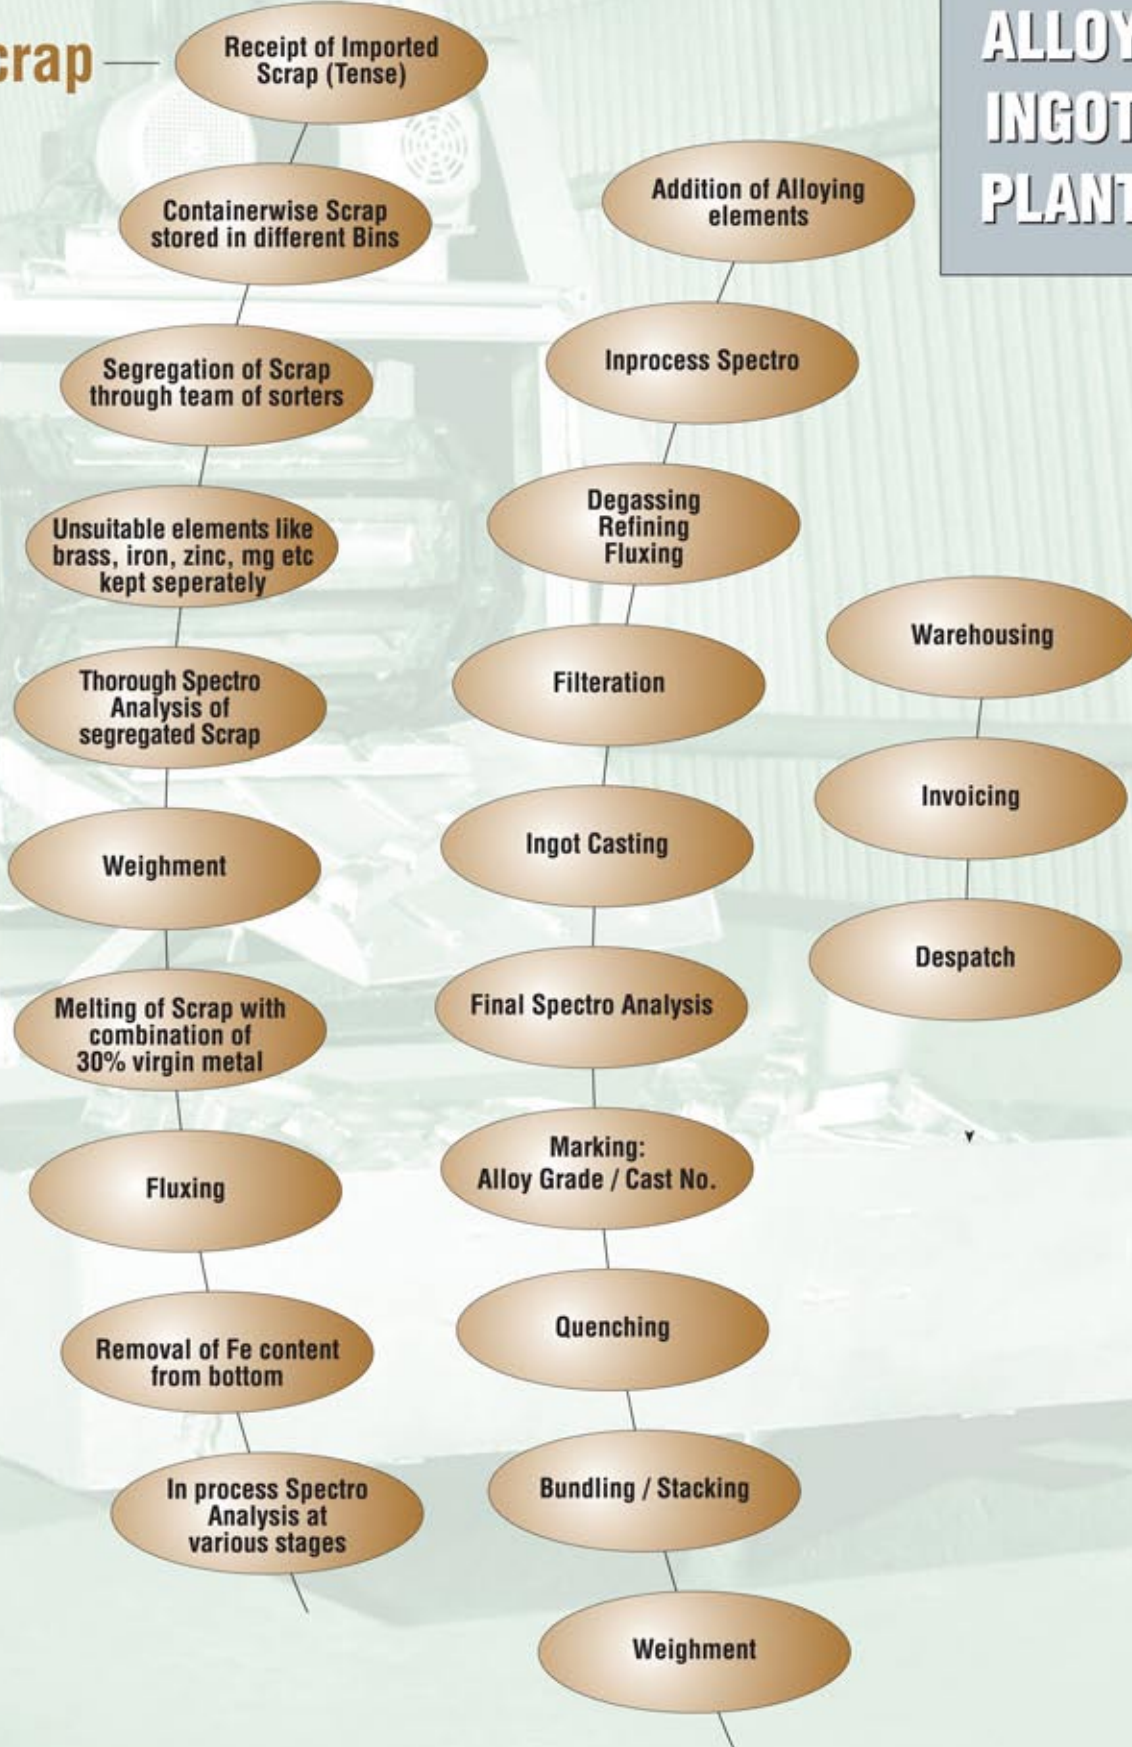 crap
Receipt of Imported
Scrap (Tense)
Containerwise Scrap
stored in different Bins
Segregation of Scrap
through team of sorters
Unsuitable elements like
brass, iron, zinc, mg etc
kept seperately
Thorough Spectro
Analysis of
segregated Scrap
Weighment
Melting of Scrap with
combination of
30% virgin metal
Fluxing
Removal of Fe content
from bottom
In process Spectro
Analysis at
various stages
Addition of Alloying
elements
Inprocess Spectro
Degassing
Refining
Fluxing
Filteration
Ingot Casting
Final Spectro Analysis
Marking:
Alloy Grade / Cast No.
Quenching
Bundling / Stacking
Weighment
ALLOY
INGOT
PLANT
Warehousing
Invoicing
Despatch